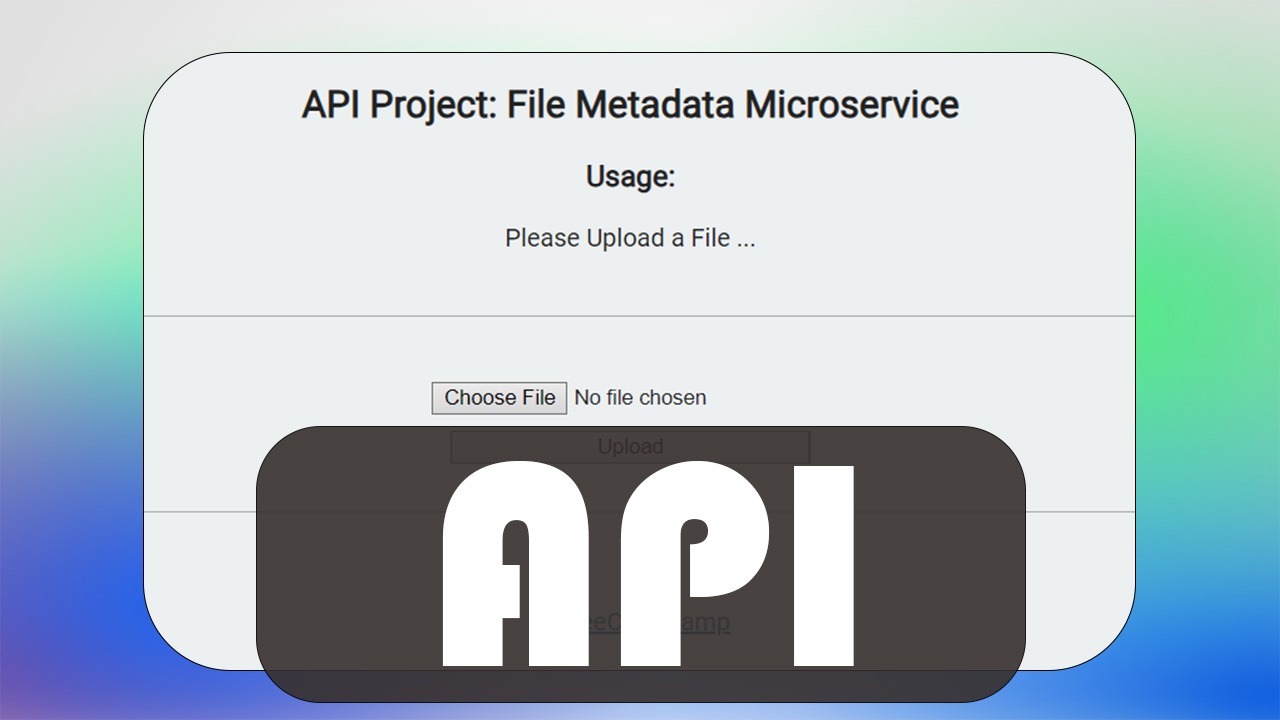 API Project: File Metadata Microservice
Usage:
Please Upload a File ...
Choose File No file chosen
Upload
API